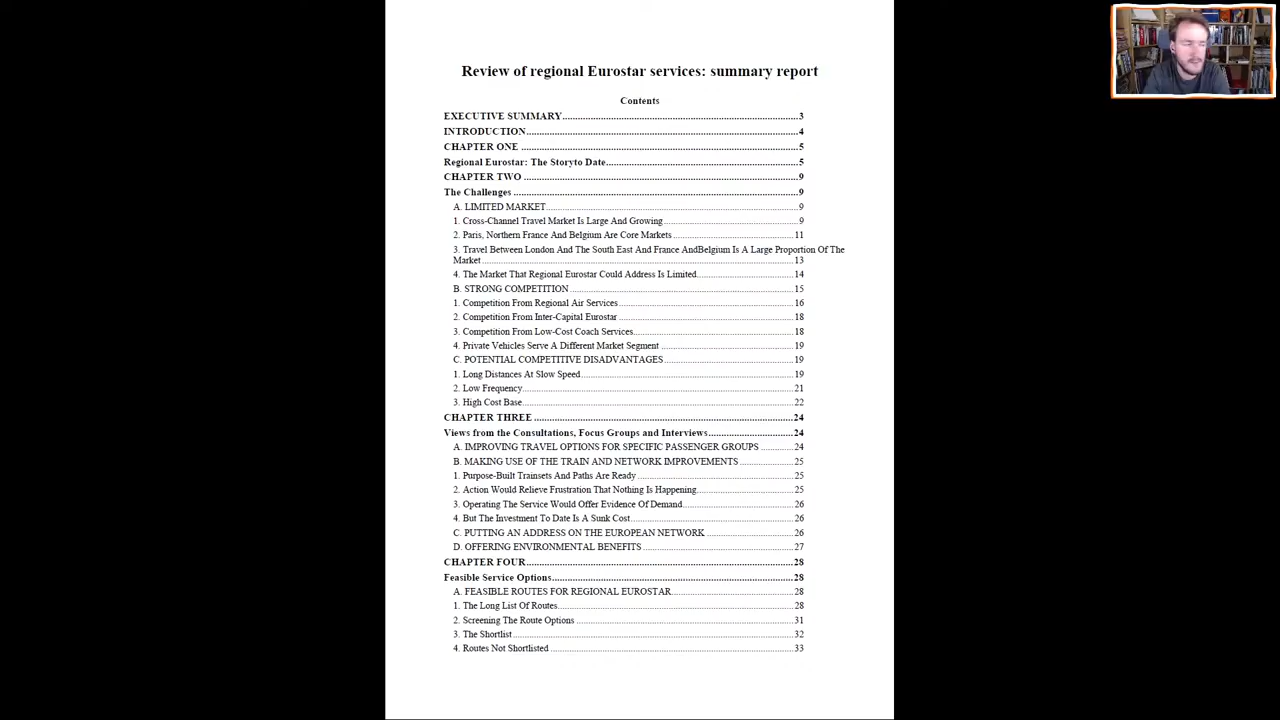 Review of regional Eurostar services: summary report
Contents
EXECUTIVE SUMMARY...3
INTRODUCTION...4
CHAPTER ONE ...5
Regional Eurostar: The Storyto Date...5
CHAPTER TWO ...9
The Challenges ...9
A. LIMITED MARKET...9
1. Cross-Channel Travel Market Is Large And Growing ...9
2. Paris, Northern France And Belgium Are Core Markets ...11
3. Travel Between London And The South East And France AndBelgium Is A Large Proportion Of The
Market ...13
4. The Market That Regional Eurostar Could Address Is Limited...14
B. STRONG COMPETITION ...15
1. Competition From Regional Air Services ...16
2. Competition From Inter-Capital Eurostar ...18
3. Competition From Low-Cost Coach Services...18
4. Private Vehicles Serve A Different Market Segment ...19
C. POTENTIAL COMPETITIVE DISADVANTAGES ...19
1. Long Distances At Slow Speed...19
2. Low Frequency...21
3. High Cost Base...22
CHAPTER THREE ...24
Views from the Consultations, Focus Groups and Interviews...24
A. IMPROVING TRAVEL OPTIONS FOR SPECIFIC PASSENGER GROUPS ...24
B. MAKING USE OF THE TRAIN AND NETWORK IMPROVEMENTS ...25
1. Purpose-Built Trainsets And Paths Are Ready ...25
2. Action Would Relieve Frustration That Nothing Is Happening...25
3. Operating The Service Would Offer Evidence Of Demand...26
4. But The Investment To Date Is A Sunk Cost...26
C. PUTTING AN ADDRESS ON THE EUROPEAN NETWORK ...26
D. OFFERING ENVIRONMENTAL BENEFITS ...27
CHAPTER FOUR...28
Feasible Service Options...28
A. FEASIBLE ROUTES FOR REGIONAL EUROSTAR...28
1. The Long List Of Routes...28
2. Screening The Route Options ...31
3. The Shortlist ...32
4. Routes Not Shortlisted ...33